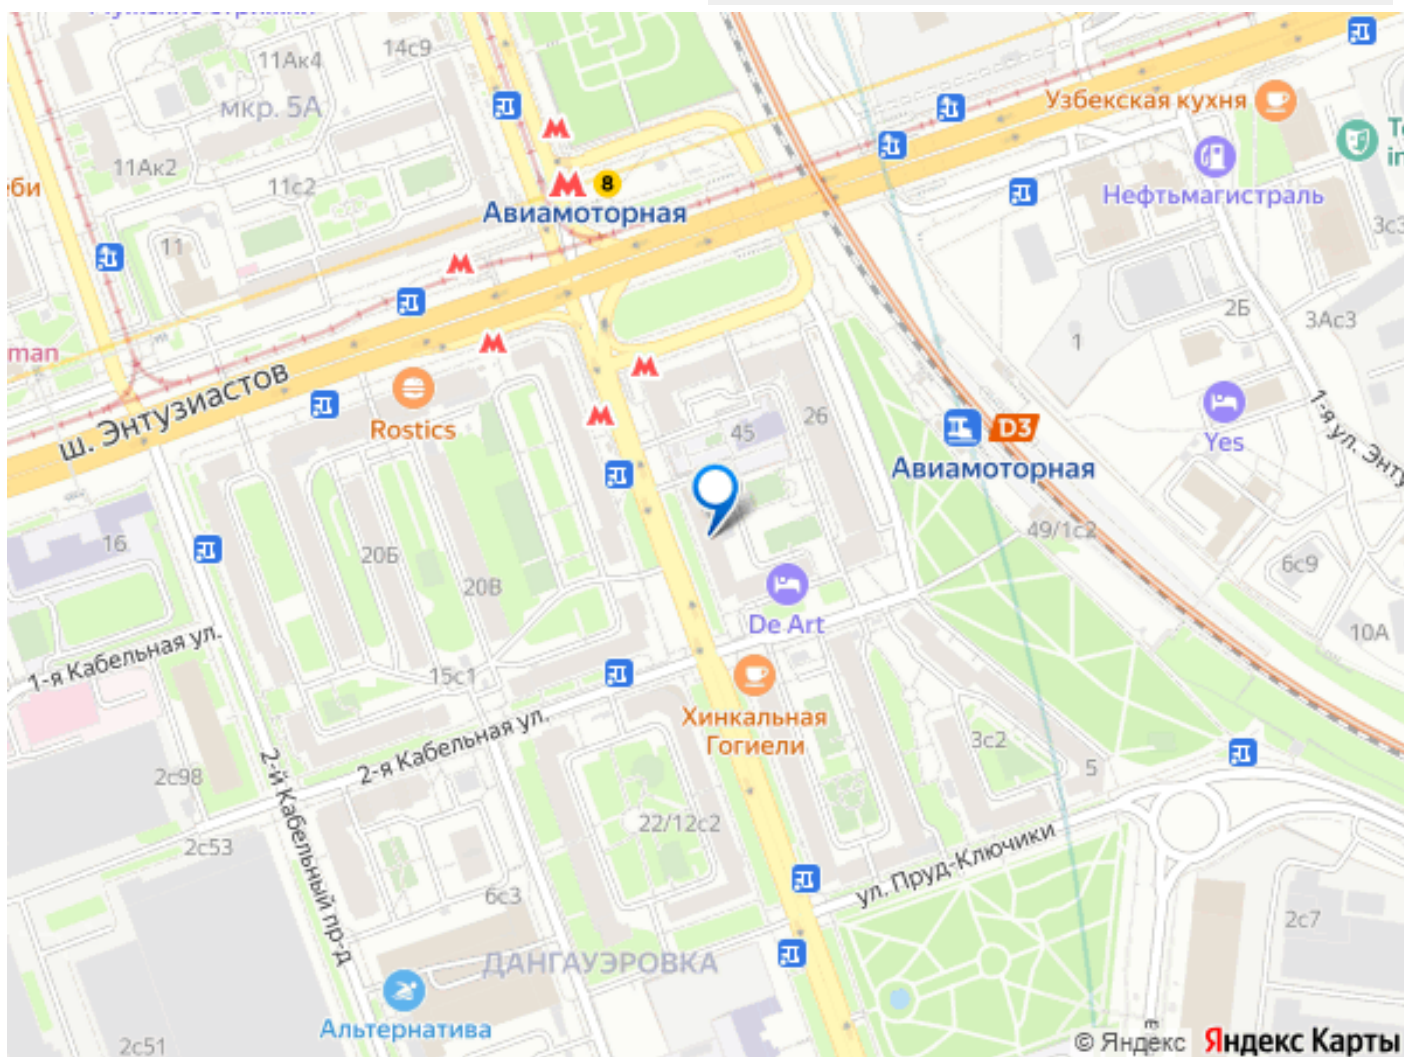 14с9
11Ак4
мкр. 5А
11Ак2
11с2
11
еби
8
Авиамоторная
Узбекская кухня
Нефтьмагистраль
3с3
2Б
3Ас3
1
man
ш. Энтузиастов
Rostics
45
26
D3
Авиамоторная
Yes
1-я ул. Энту
49/1с2
16
20Б
20В
6с9
De Art
10А
1-я Кабельная ул.
15с1
Хинкальная
Гогиели
2-я Кабельная ул.
3с2
5
2с98
2-й Кабельный пр-д
22/12с2
2с53
ул. Пруд-Ключики
6с3
2с7
ДАНГАУЭРОВКА
Альтернатива
2с51
© Яндекс Яндекс Карты